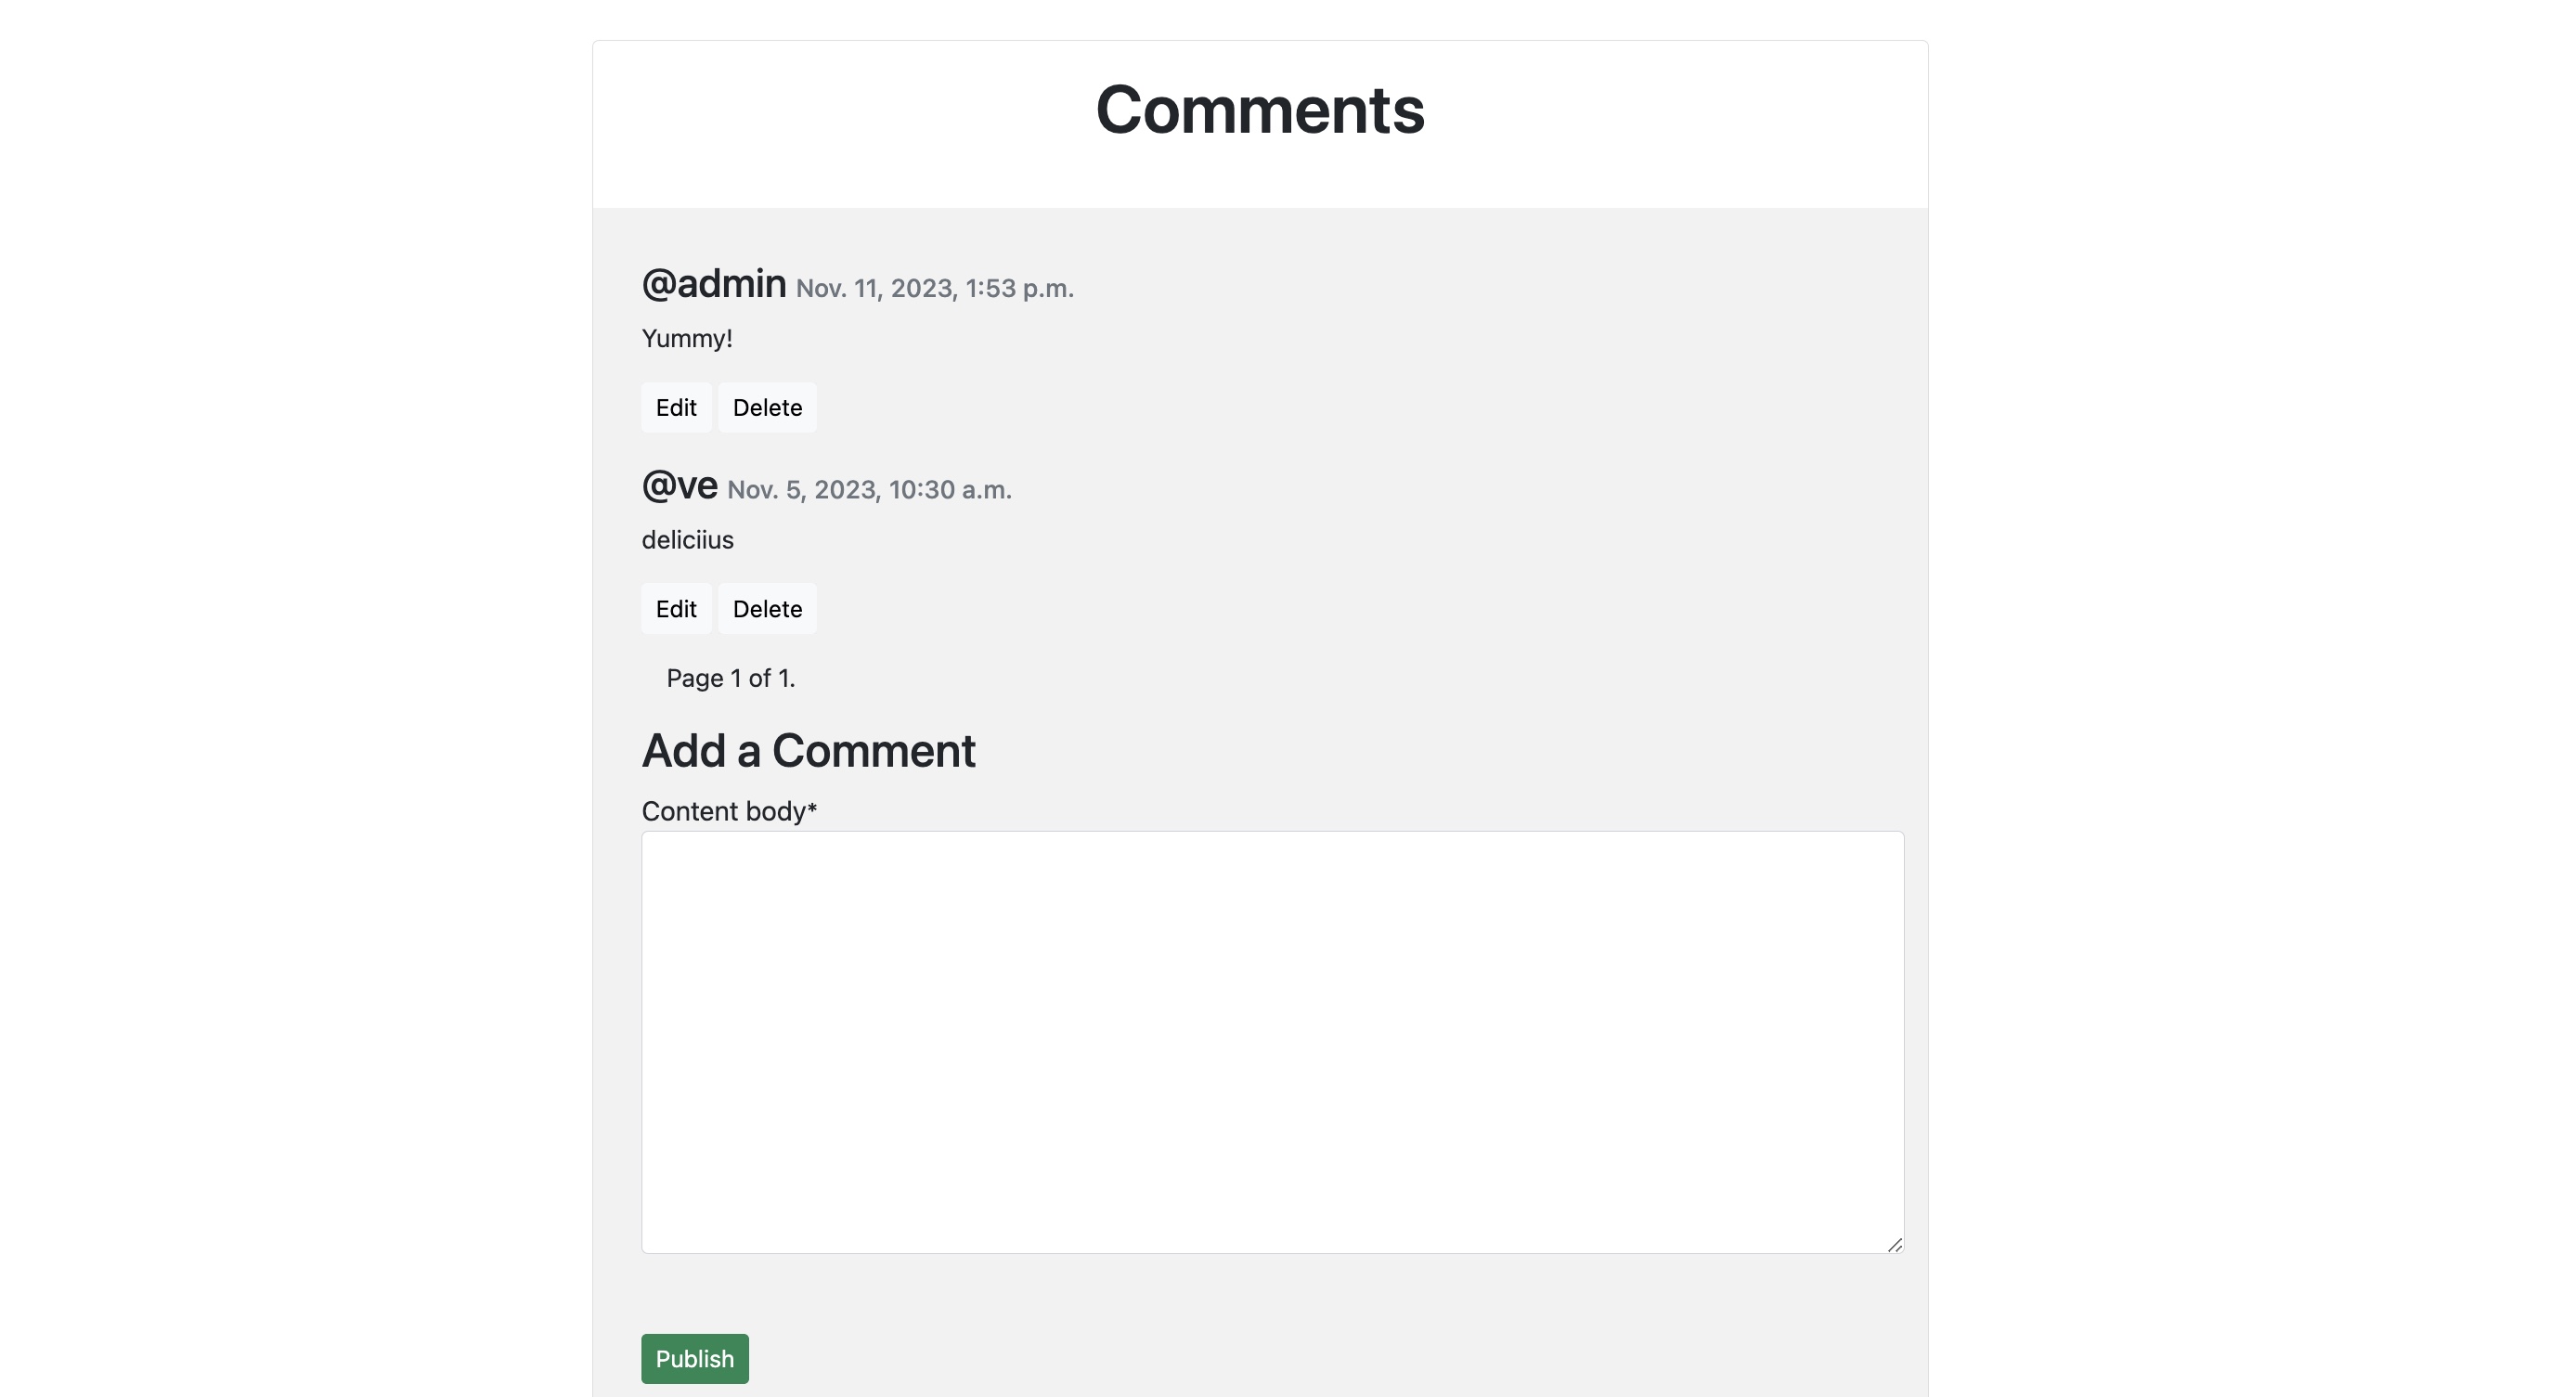 Comments
@admin Nov. 11, 2023, 1:53 p.m.
Yummy!
Edit Delete
@ve Nov. 5, 2023, 10:30 a.m.
deliciius
Edit Delete
Page 1 of 1.
Add a Comment
Content body*
Publish